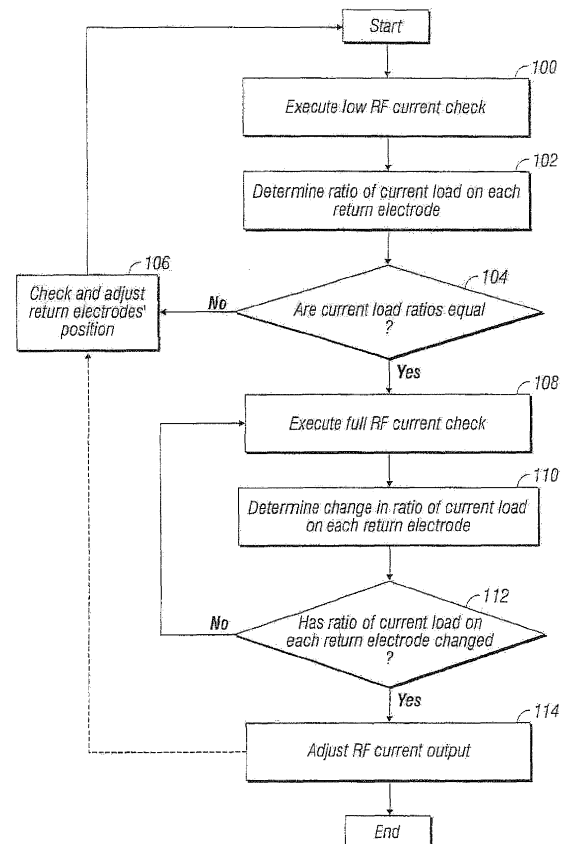 Start
100
Execute low RF current check
102
Determine ratio of current load on each
return electrode
106
Check and adjust
return electrodes'
position
104
No
Are current load ratios equal
?
Yes
108
Execute full RF current check
110
Determine change in ratio of current load
on each return electrode
112
No
Has ratio of current load on
each return electrode changed
?
Yes
114
Adjust RF current output
End